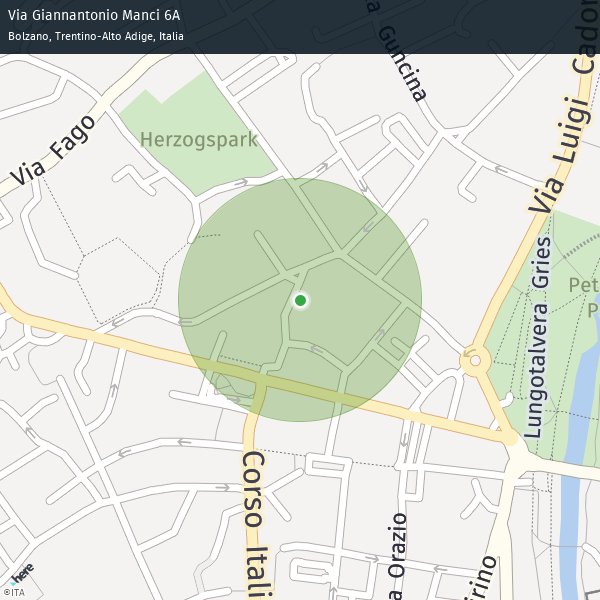 Via Giannantonio Manci 6A
Bolzano, Trentino-Alto Adige, Italia
a Guncina
Via Luigi Cador
Via Fago
Herzogspark
Lungotalvera Gries
Pet
P
Corso Itali
a Orazio
irino
here
©ITA